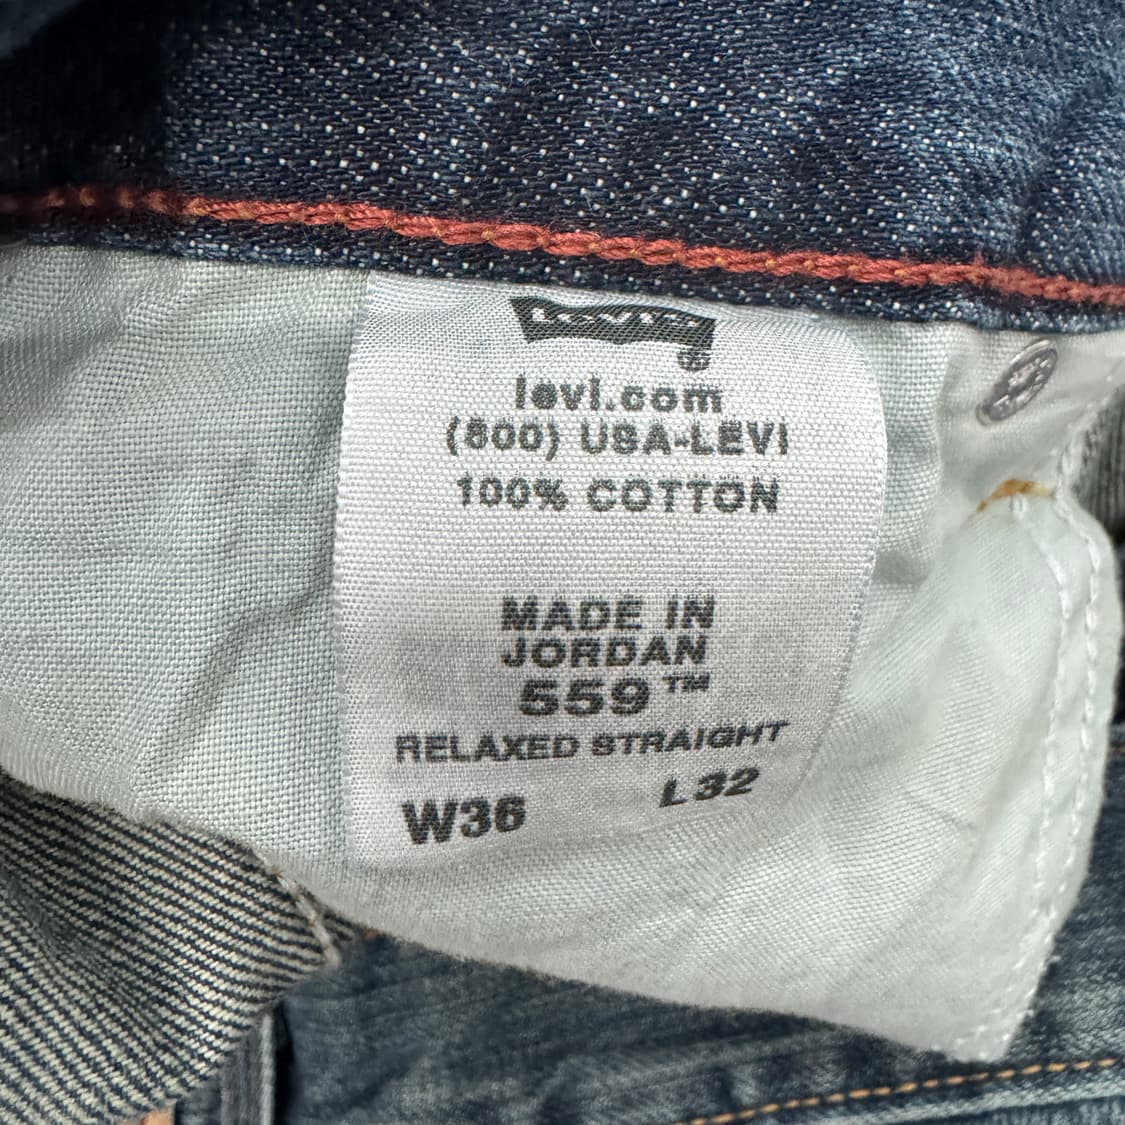 Levi's
®
levi.com
(800) USA-LEVI
100% COTTON
MADE IN
JORDAN
559™
RELAXED STRAIGHT
W36 L32